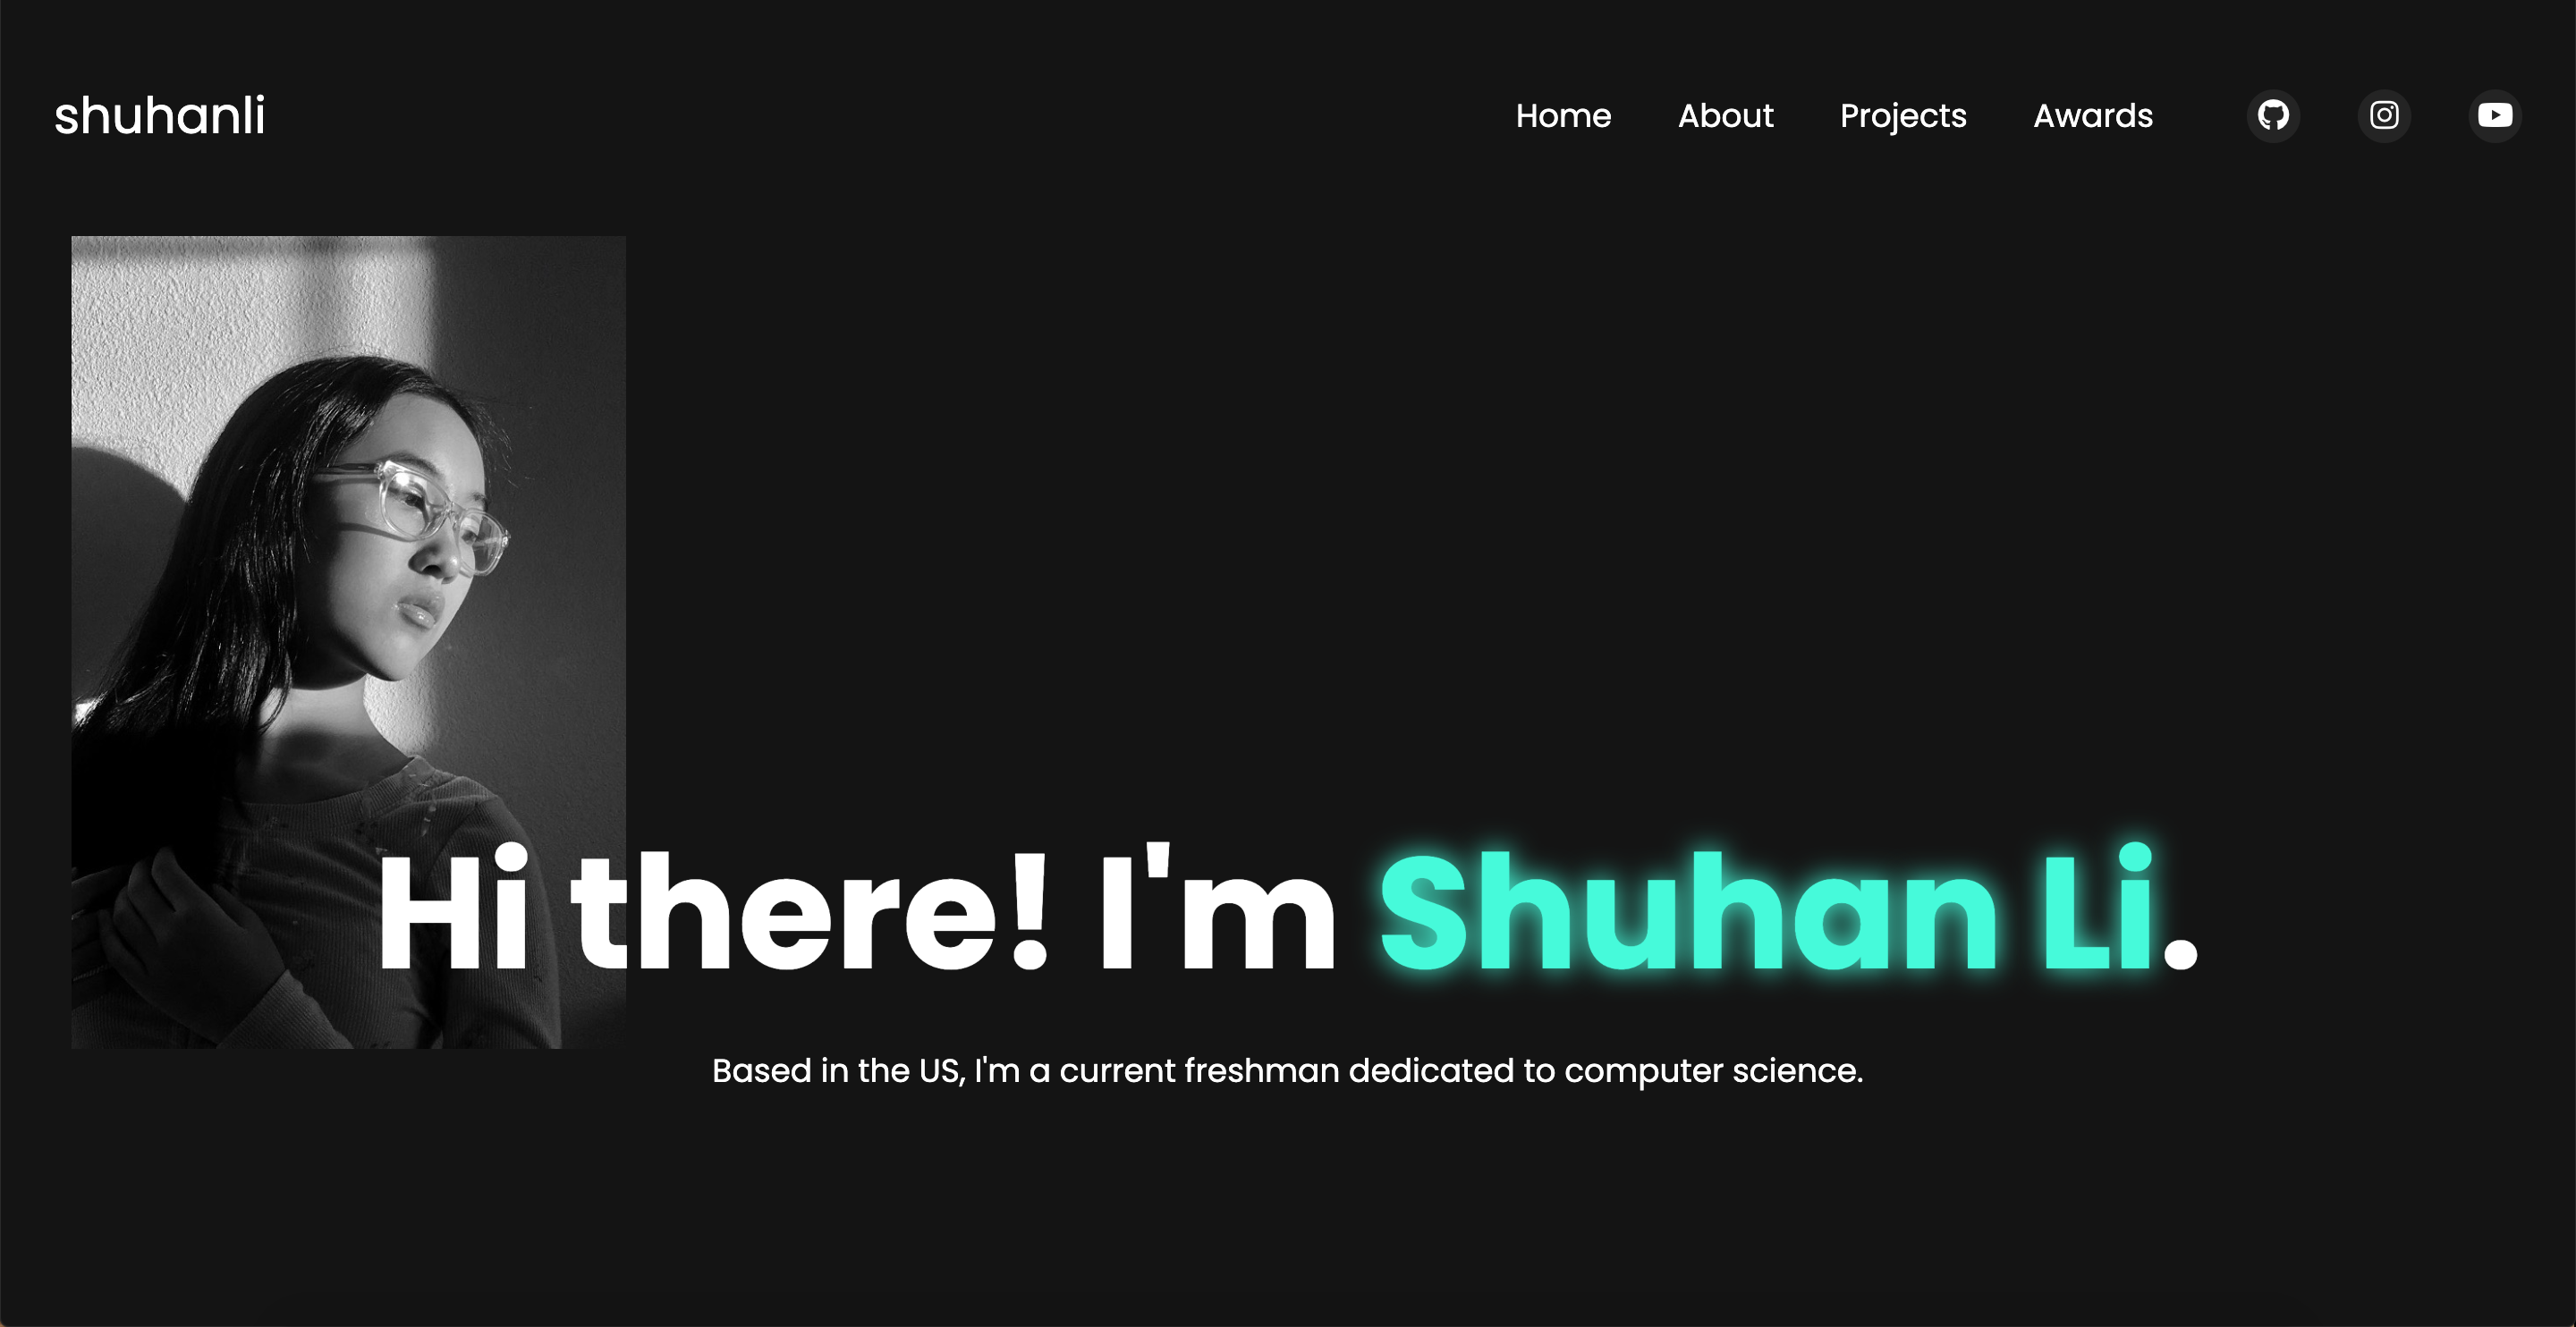 shuhanli
Home About Projects Awards
Hi there! I'm Shuhan Li.
Based in the US, I'm a current freshman dedicated to computer science.